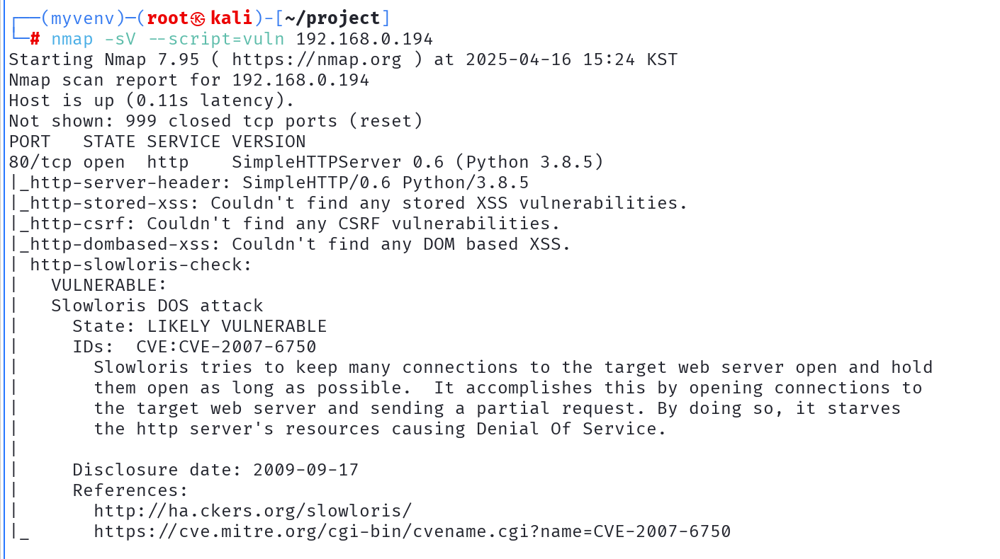 ┌──(myvenv)─(root㉿kali)-[~/project]
└─# nmap -sV --script=vuln 192.168.0.194
Starting Nmap 7.95 ( https://nmap.org ) at 2025-04-16 15:24 KST
Nmap scan report for 192.168.0.194
Host is up (0.11s latency).
Not shown: 999 closed tcp ports (reset)
PORT   STATE SERVICE VERSION
80/tcp open  http    SimpleHTTPServer 0.6 (Python 3.8.5)
|_http-server-header: SimpleHTTP/0.6 Python/3.8.5
|_http-stored-xss: Couldn't find any stored XSS vulnerabilities.
|_http-csrf: Couldn't find any CSRF vulnerabilities.
|_http-dombased-xss: Couldn't find any DOM based XSS.
| http-slowloris-check:
|   VULNERABLE:
|   Slowloris DOS attack
|     State: LIKELY VULNERABLE
|     IDs:  CVE:CVE-2007-6750
|       Slowloris tries to keep many connections to the target web server open and hold
|       them open as long as possible.  It accomplishes this by opening connections to
|       the target web server and sending a partial request. By doing so, it starves
|       the http server's resources causing Denial Of Service.
|
|     Disclosure date: 2009-09-17
|     References:
|       http://ha.ckers.org/slowloris/
|_      https://cve.mitre.org/cgi-bin/cvename.cgi?name=CVE-2007-6750